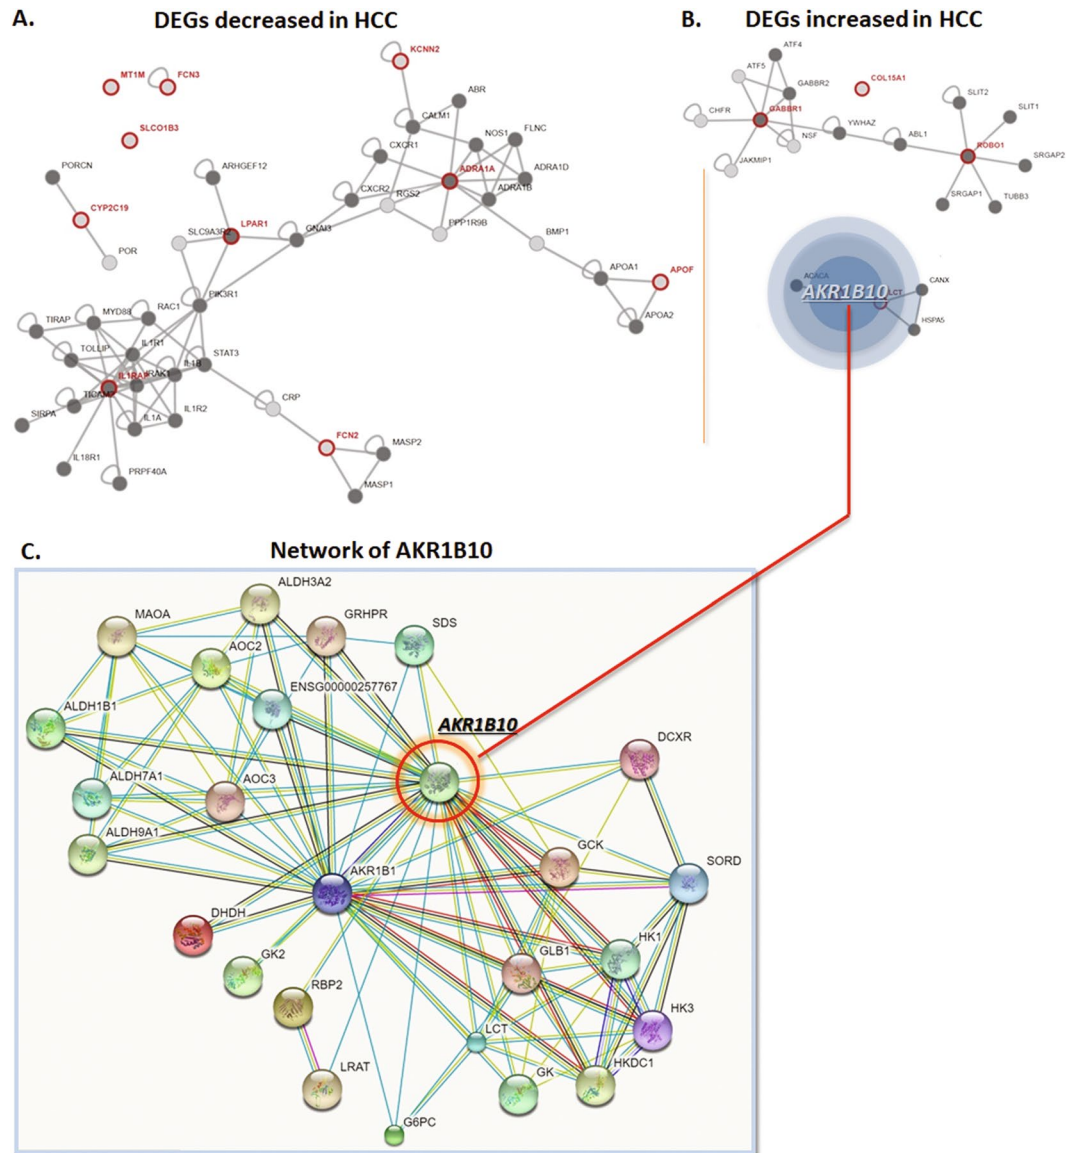 A.
DEGs decreased in HCC
KCNN2
MT1M
FCN3
ABR
CALM1
SLCO1B3
NOS1
FLNC
CXCR1
PORCN
ARHGEF12
ADRA1A
ADRA1D
CXCR2
ADRA1B
RGS2
CYP2C19
LPAR1
SLC9A3R2
GNAI3
PPP1R9B
BMP1
POR
APOA1
APOF
PIK3R1
APOA2
TIRAP
MYD88
RAC1
TOLLIP
IL1R1
STAT3
IL1B
IL1RAP
IRAK1
TICAM2
CRP
SIRPA
IL1A
IL1R2
FCN2
MASP2
IL18R1
PRPF40A
MASP1
B.
DEGs increased in HCC
ATF4
ATF5
GABBR2
COL15A1
SLIT2
SLIT1
CHFR
GABBR1
YWHAZ
NSF
ABL1
ROBO1
JAKMIP1
SRGAP2
SRGAP1
TUBB3
ACACA
AKR1B10
LCT
CANX
HSPA5
C.
Network of AKR1B10
ALDH3A2
MAOA
GRHPR
SDS
AOC2
ENSG00000257767
ALDH1B1
AKR1B10
DCXR
ALDH7A1
AOC3
ALDH9A1
GCK
AKR1B1
SORD
DHDH
HK1
GK2
GLB1
RBP2
HK3
LCT
LRAT
GK
HKDC1
G6PC